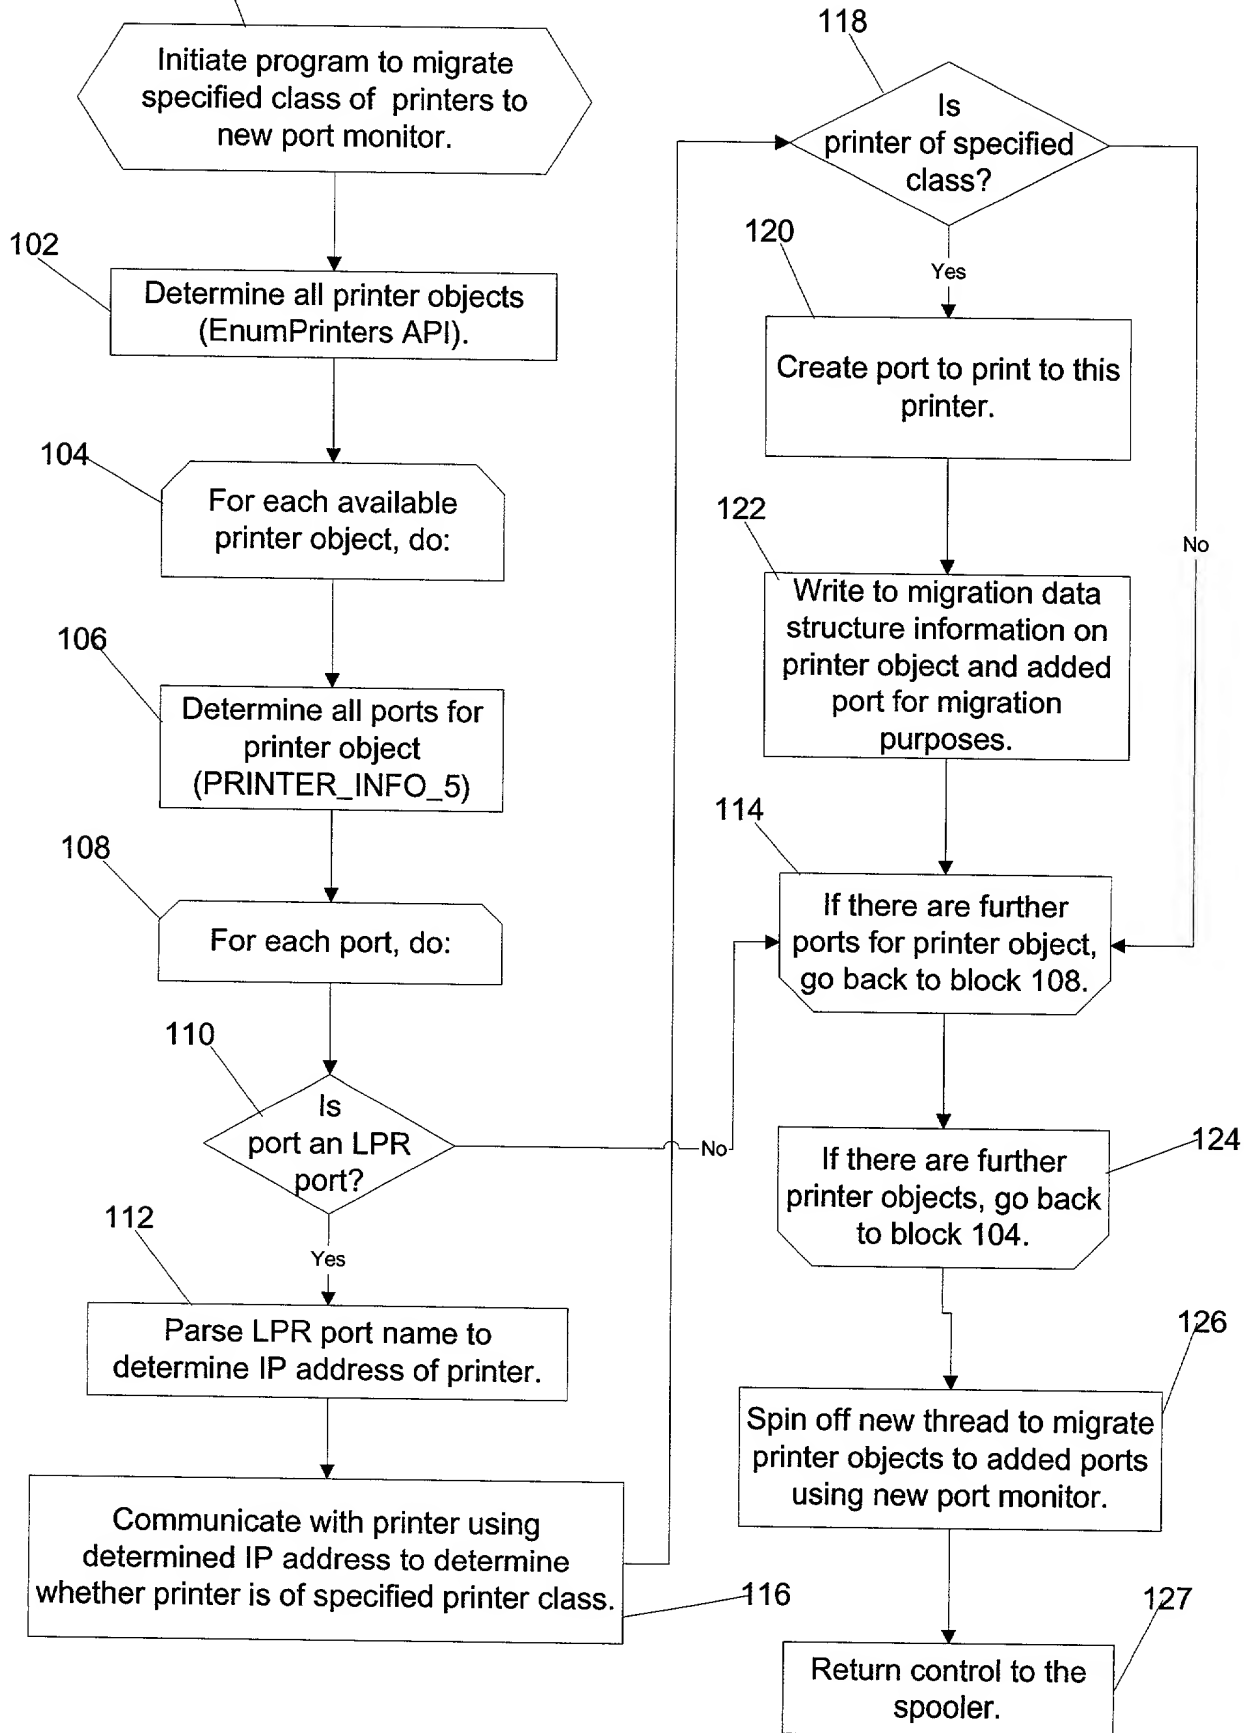 Initiate program to migrate
specified class of printers to
new port monitor.
102
Determine all printer objects
(EnumPrinters API).
104
For each available
printer object, do:
106
Determine all ports for
printer object
(PRINTER_INFO_5)
108
For each port, do:
110
Is
port an LPR
port?
No
112
Yes
Parse LPR port name to
determine IP address of printer.
Communicate with printer using
determined IP address to determine
whether printer is of specified printer class.
116
118
Is
printer of specified
class?
120
Yes
No
Create port to print to this
printer.
122
Write to migration data
structure information on
printer object and added
port for migration
purposes.
114
If there are further
ports for printer object,
go back to block 108.
124
If there are further
printer objects, go back
to block 104.
126
Spin off new thread to migrate
printer objects to added ports
using new port monitor.
127
Return control to the
spooler.